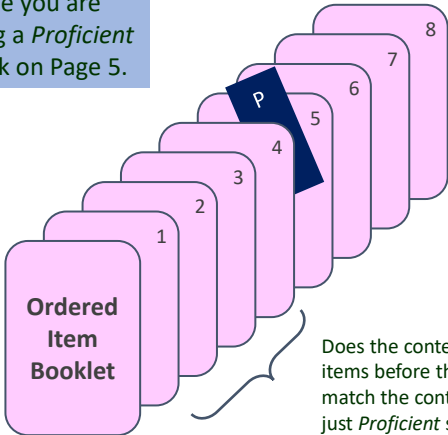 e you are
g a Proficient
k on Page 5.
8
7
6
P
5
4
3
2
1
Ordered
Item
Booklet
Does the conte
items before th
match the cont
just Proficient s